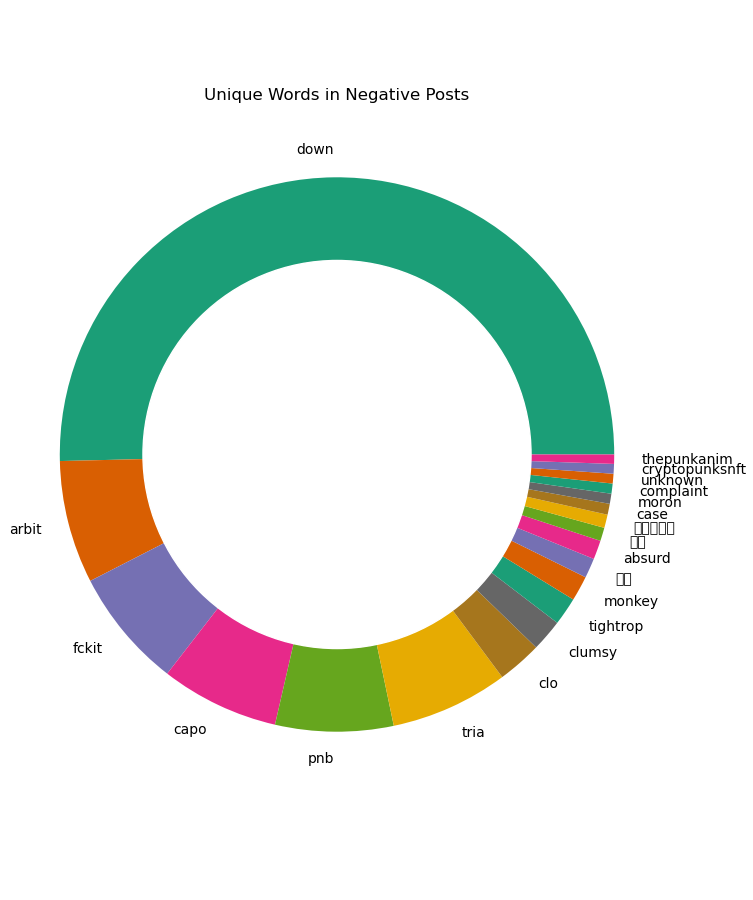 Unique Words in Negative Posts
down
thepunkanim
cryptopunksnft
unknown
complaint
moron
case
absurd
monkey
tightrop
clumsy
clo
tria
pnb
capo
fckit
arbit